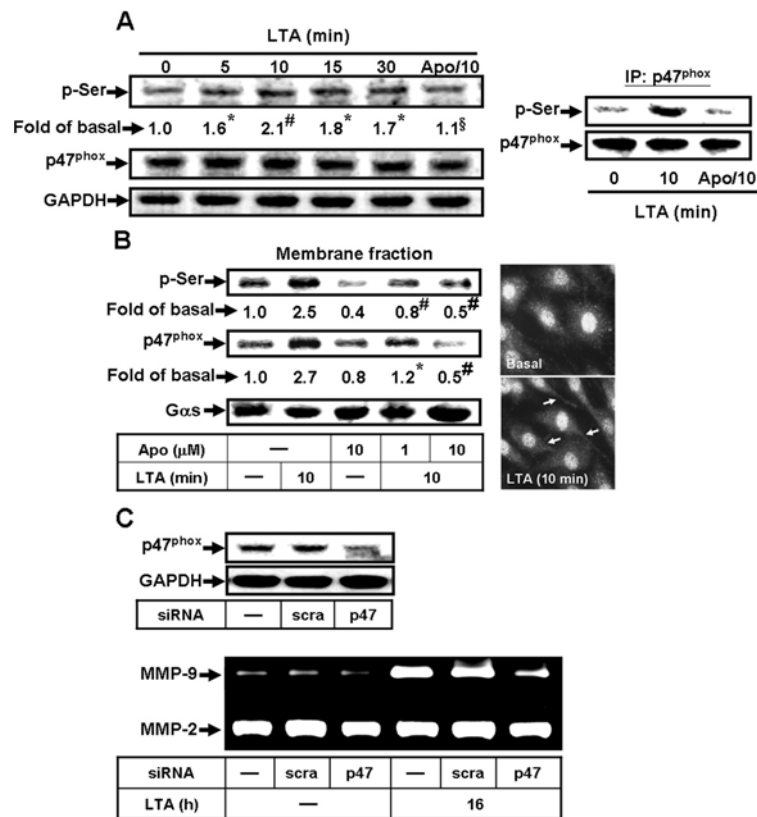 A
LTA (min)
0 5 10 15 30 Apo/10
p-Ser
Fold of basal 1.0 1.6* 2.1# 1.8* 1.7* 1.1§
p47phox
GAPDH
IP: p47phox
p-Ser
p47phox
0 10 Apo/10
LTA (min)
B
Membrane fraction
p-Ser
Fold of basal 1.0 2.5 0.4 0.8# 0.5#
p47phox
Fold of basal 1.0 2.7 0.8 1.2* 0.5#
Gαs
Apo (μM) — 10 1 10
LTA (min) — 10 — 10
Basal
LTA (10 min)
C
p47phox
GAPDH
siRNA — scra p47
MMP-9
MMP-2
siRNA — scra p47 — scra p47
LTA (h) — 16